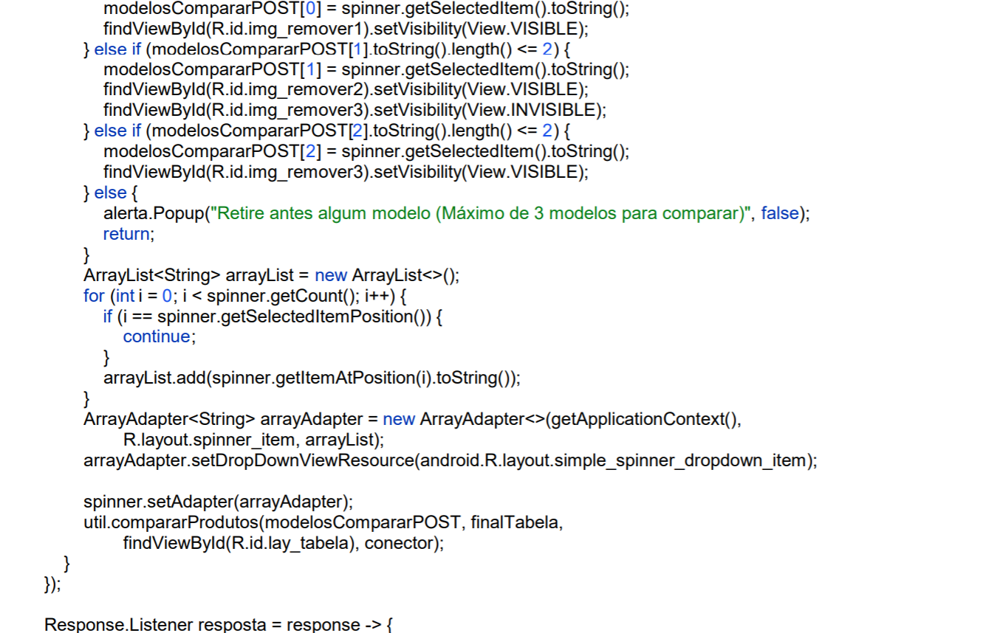 modelosCompararPOST[0] = spinner.getSelectedItem().toString();
findViewById(R.id.img_remover1).setVisibility(View.VISIBLE);
} else if (modelosCompararPOST[1].toString().length() <= 2) {
modelosCompararPOST[1] = spinner.getSelectedItem().toString();
findViewById(R.id.img_remover2).setVisibility(View.VISIBLE);
findViewById(R.id.img_remover3).setVisibility(View.INVISIBLE);
} else if (modelosCompararPOST[2].toString().length() <= 2) {
modelosCompararPOST[2] = spinner.getSelectedItem().toString();
findViewById(R.id.img_remover3).setVisibility(View.VISIBLE);
} else {
alerta.Popup("Retire antes algum modelo (Máximo de 3 modelos para comparar)", false);
return;
}
ArrayList<String> arrayList = new ArrayList<>();
for (int i = 0; i < spinner.getCount(); i++) {
if (i == spinner.getSelectedItemPosition()) {
continue;
}
arrayList.add(spinner.getItemAtPosition(i).toString());
}
ArrayAdapter<String> arrayAdapter = new ArrayAdapter<>(getApplicationContext(),
R.layout.spinner_item, arrayList);
arrayAdapter.setDropDownViewResource(android.R.layout.simple_spinner_dropdown_item);
spinner.setAdapter(arrayAdapter);
util.compararProdutos(modelosCompararPOST, finalTabela,
findViewById(R.id.lay_tabela), conector);
}
});
Response.Listener resposta = response -> {